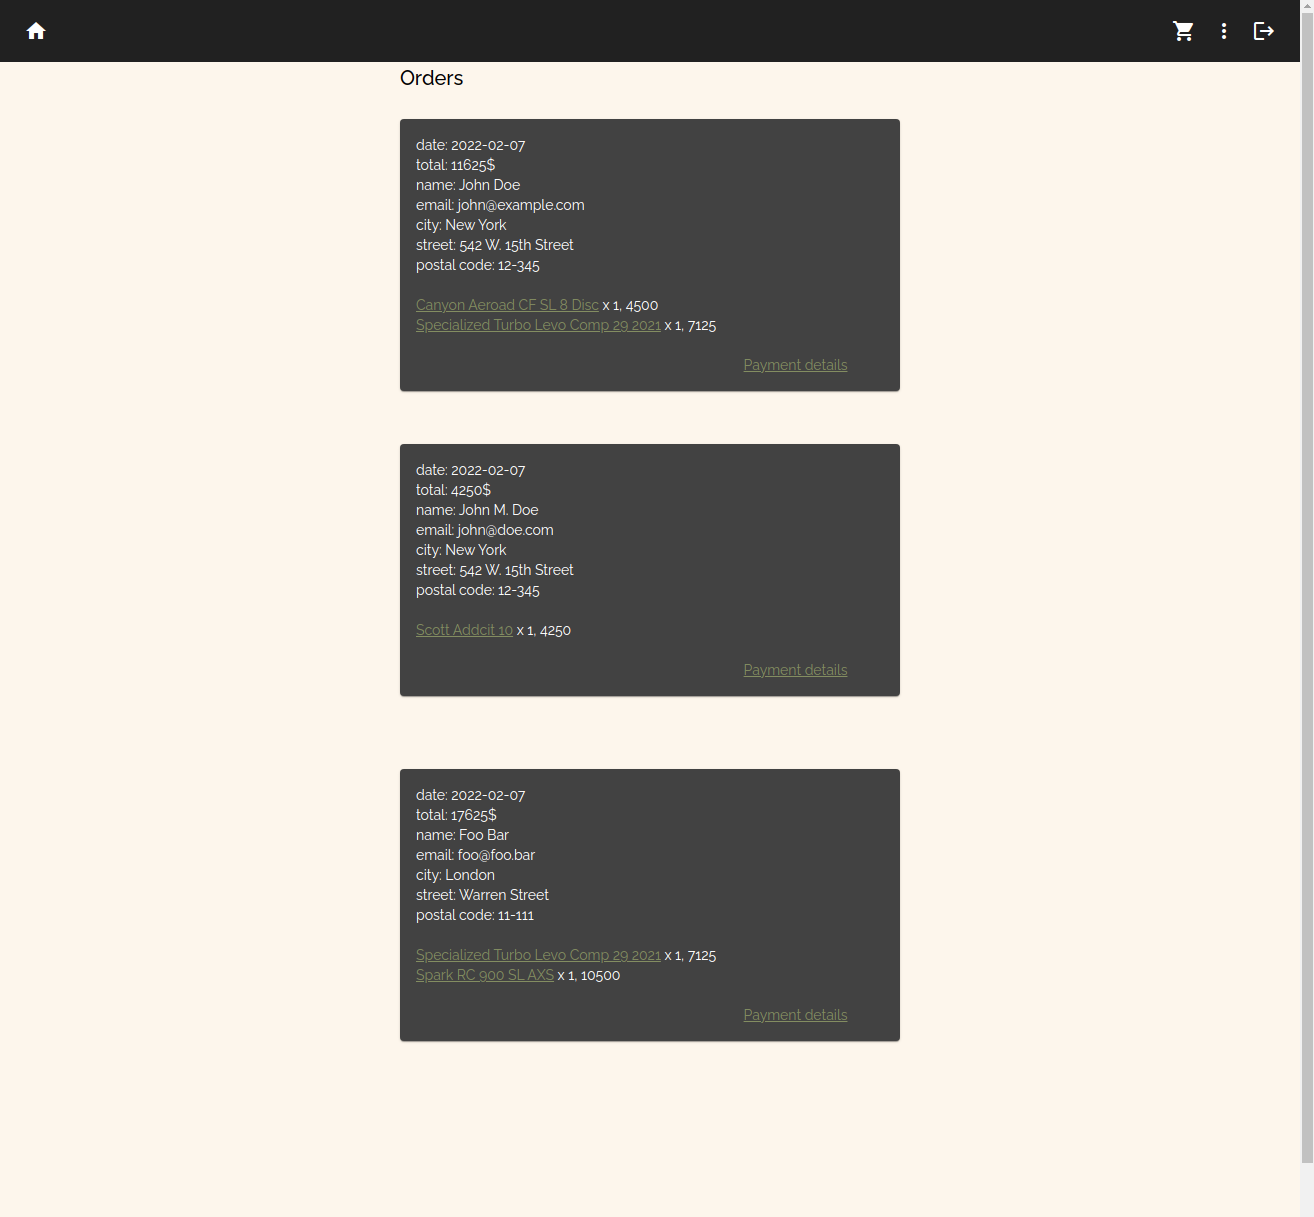 Orders
date: 2022-02-07
total: 11625$
name: John Doe
email: john@example.com
city: New York
street: 542 W. 15th Street
postal code: 12-345
Canyon Aeroad CF SL 8 Disc x 1, 4500
Specialized Turbo Levo Comp 29 2021 x 1, 7125
Payment details
date: 2022-02-07
total: 4250$
name: John M. Doe
email: john@doe.com
city: New York
street: 542 W. 15th Street
postal code: 12-345
Scott Addcit 10 x 1, 4250
Payment details
date: 2022-02-07
total: 17625$
name: Foo Bar
email: foo@foo.bar
city: London
street: Warren Street
postal code: 11-111
Specialized Turbo Levo Comp 29 2021 x 1, 7125
Spark RC 900 SL AXS x 1, 10500
Payment details